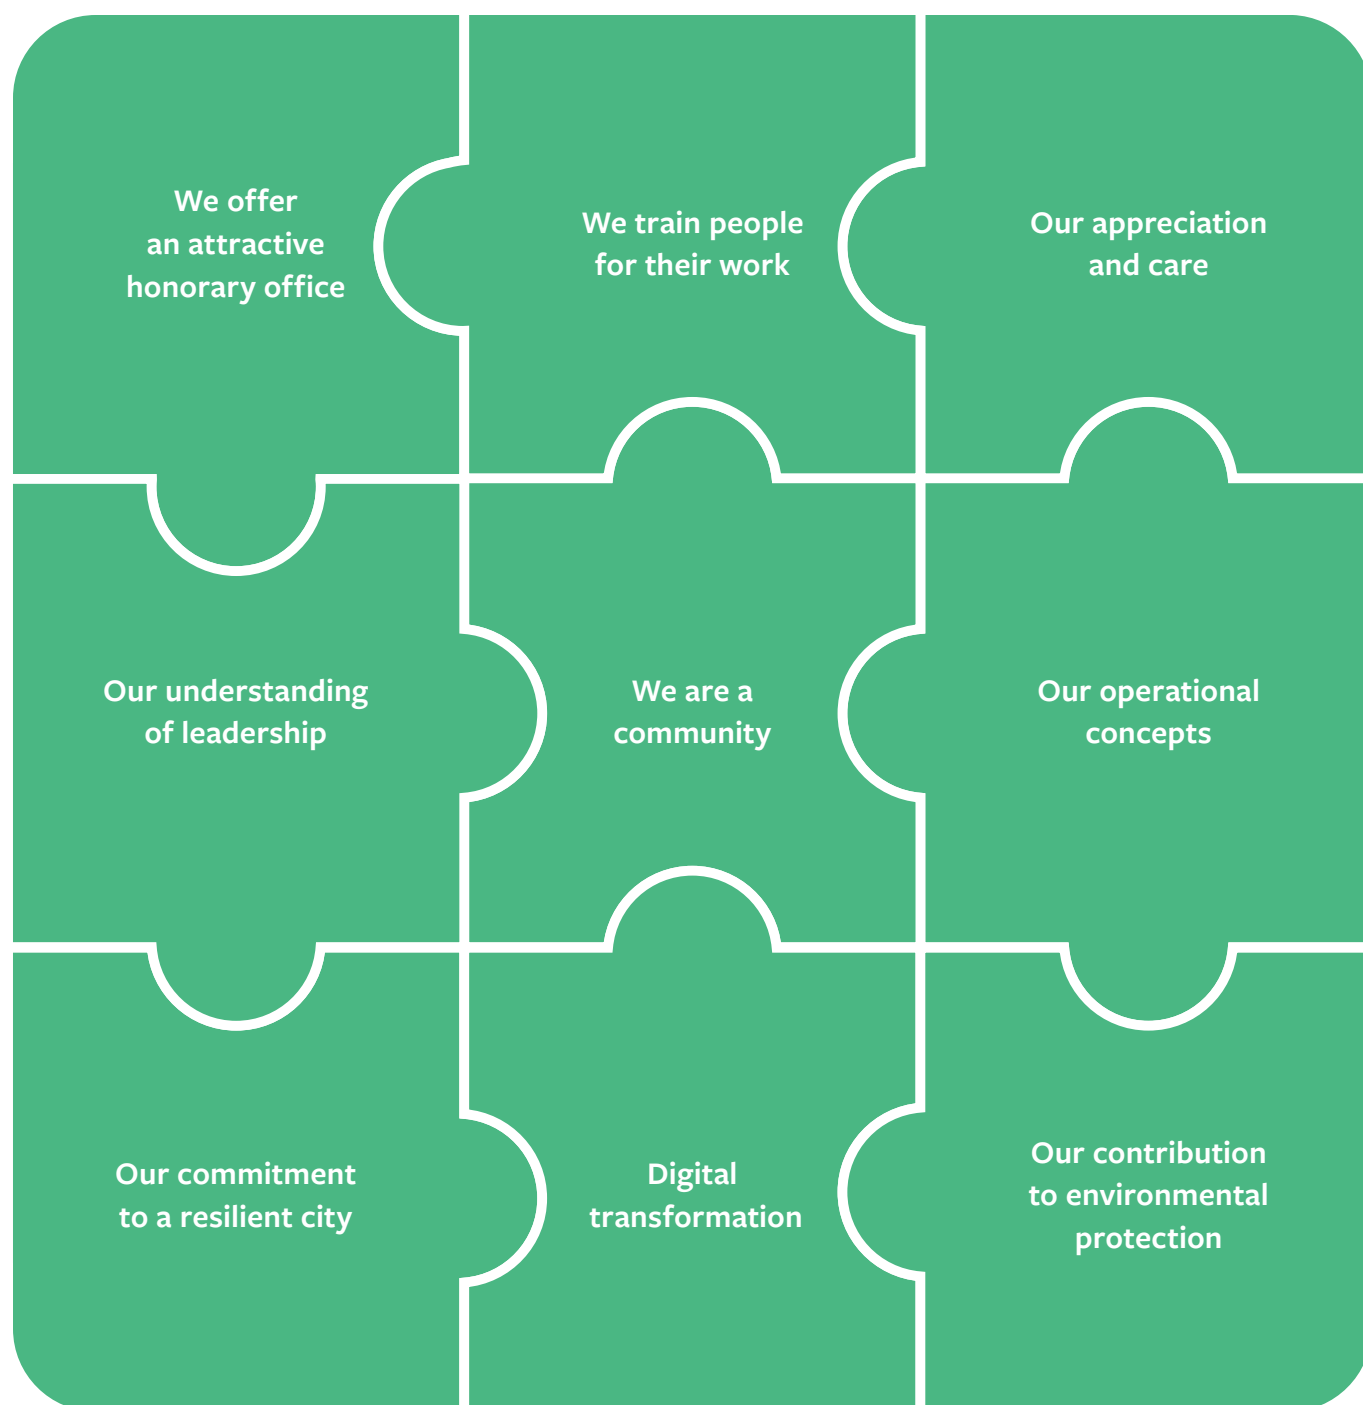 We offer
an attractive
honorary office
We train people
for their work
Our appreciation
and care
Our understanding
of leadership
We are a
community
Our operational
concepts
Our commitment
to a resilient city
Digital
transformation
Our contribution
to environmental
protection